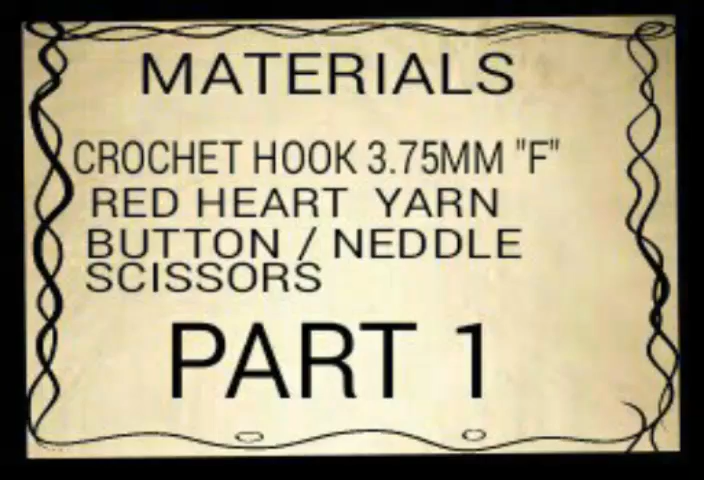 MATERIALS
CROCHET HOOK 3.75MM "F"
RED HEART YARN
BUTTON / NEDDLE
SCISSORS
PART 1